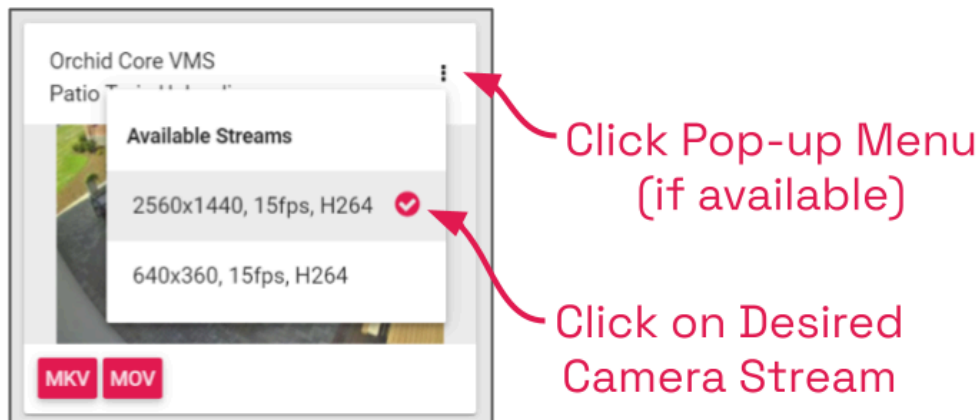 Orchid Core VMS
Patio
Available Streams
2560x1440, 15fps, H264
640x360, 15fps, H264
MKV MOV
Click Pop-up Menu
(if available)
Click on Desired
Camera Stream